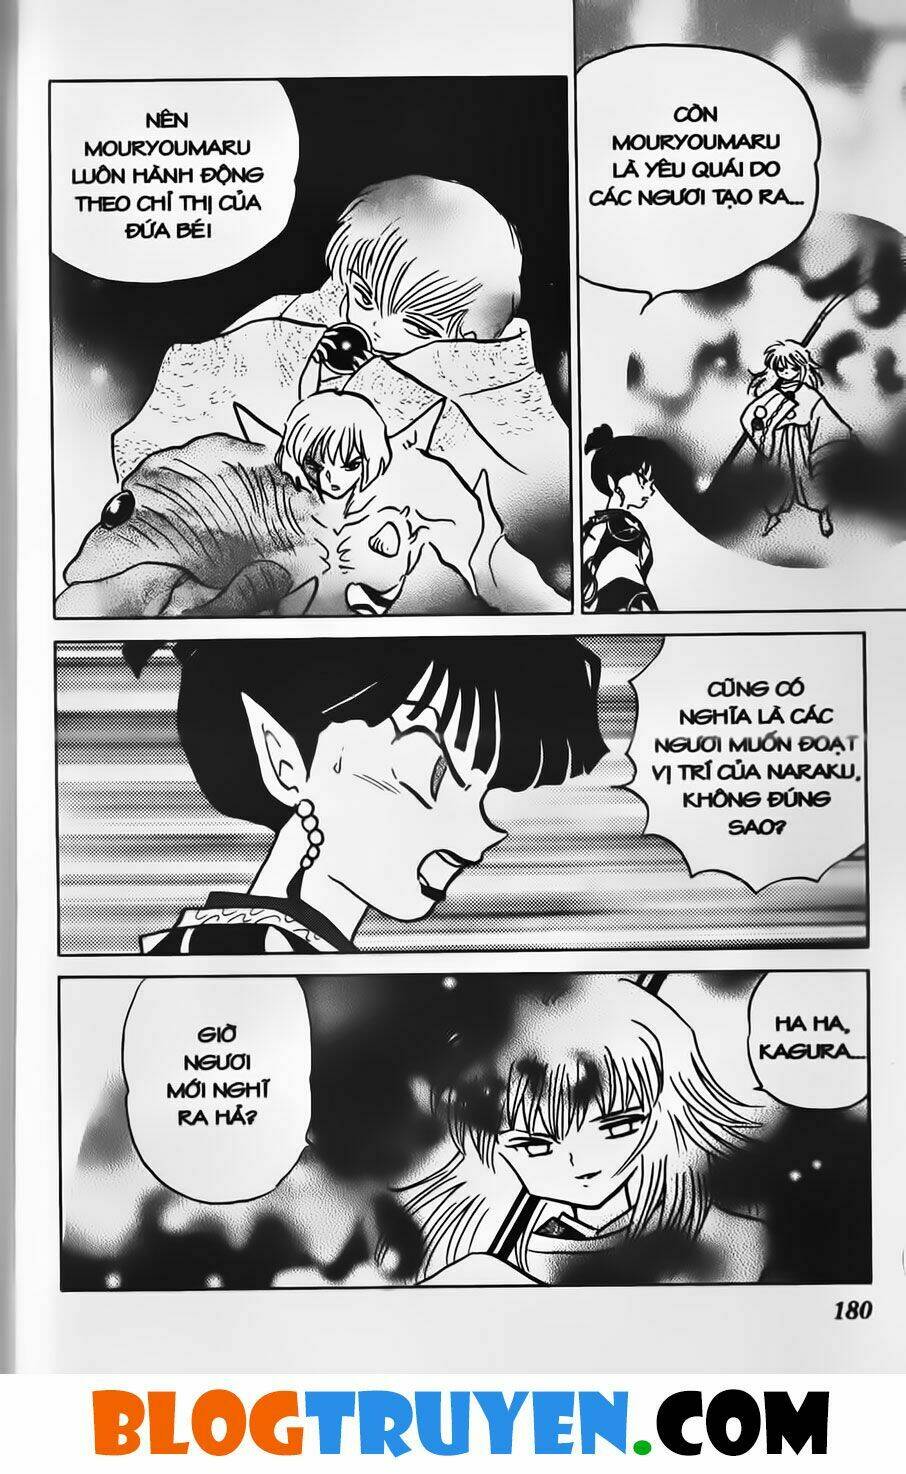 CÒN
MOURYOUMARU
LÀ YÊU QUÁI DO
CÁC NGƯƠI TẠO RA...
NÊN
MOURYOUMARU
LUÔN HÀNH ĐỘNG
THEO CHỈ THỊ CỦA
ĐỨA BÉ!
CŨNG CÓ
NGHĨA LÀ CÁC
NGƯƠI MUỐN ĐOẠT
VỊ TRÍ CỦA NARAKU,
KHÔNG ĐÚNG
SAO?
HA HA,
KAGURA...
GIỜ
NGƯƠI
MỚI NGHĨ
RA HẢ?
180
BLOGTRUYEN.COM